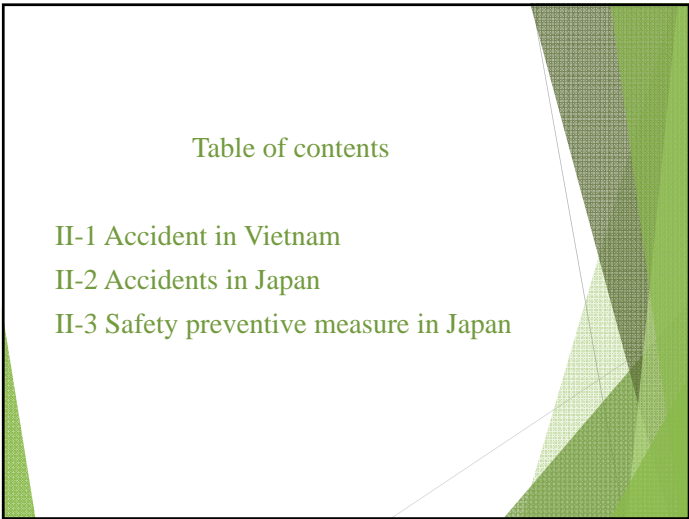 Table of contents
II-1 Accident in Vietnam
II-2 Accidents in Japan
II-3 Safety preventive measure in Japan